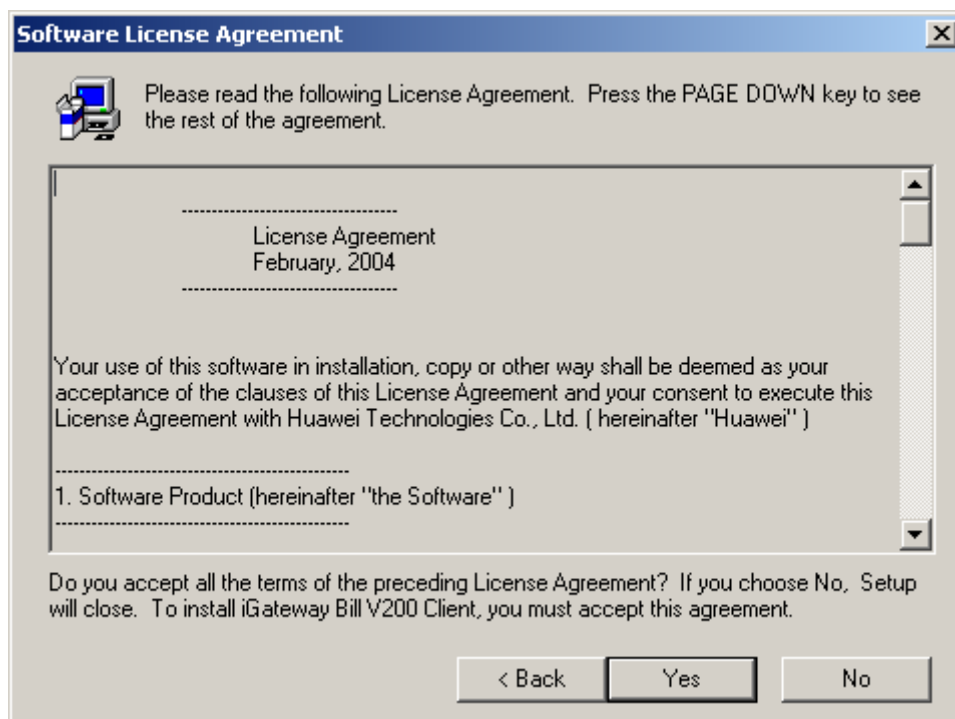 Software License Agreement
Please read the following License Agreement.  Press the PAGE DOWN key to see
the rest of the agreement.
-----------------------------------
License Agreement
February, 2004
-----------------------------------
Your use of this software in installation, copy or other way shall be deemed as your
acceptance of the clauses of this License Agreement and your consent to execute this
License Agreement with Huawei Technologies Co., Ltd. ( hereinafter "Huawei" )
------------------------------------------------
1. Software Product (hereinafter "the Software" )
------------------------------------------------
Do you accept all the terms of the preceding License Agreement?  If you choose No,  Setup
will close.  To install iGateway Bill V200 Client, you must accept this agreement.
< Back
Yes
No